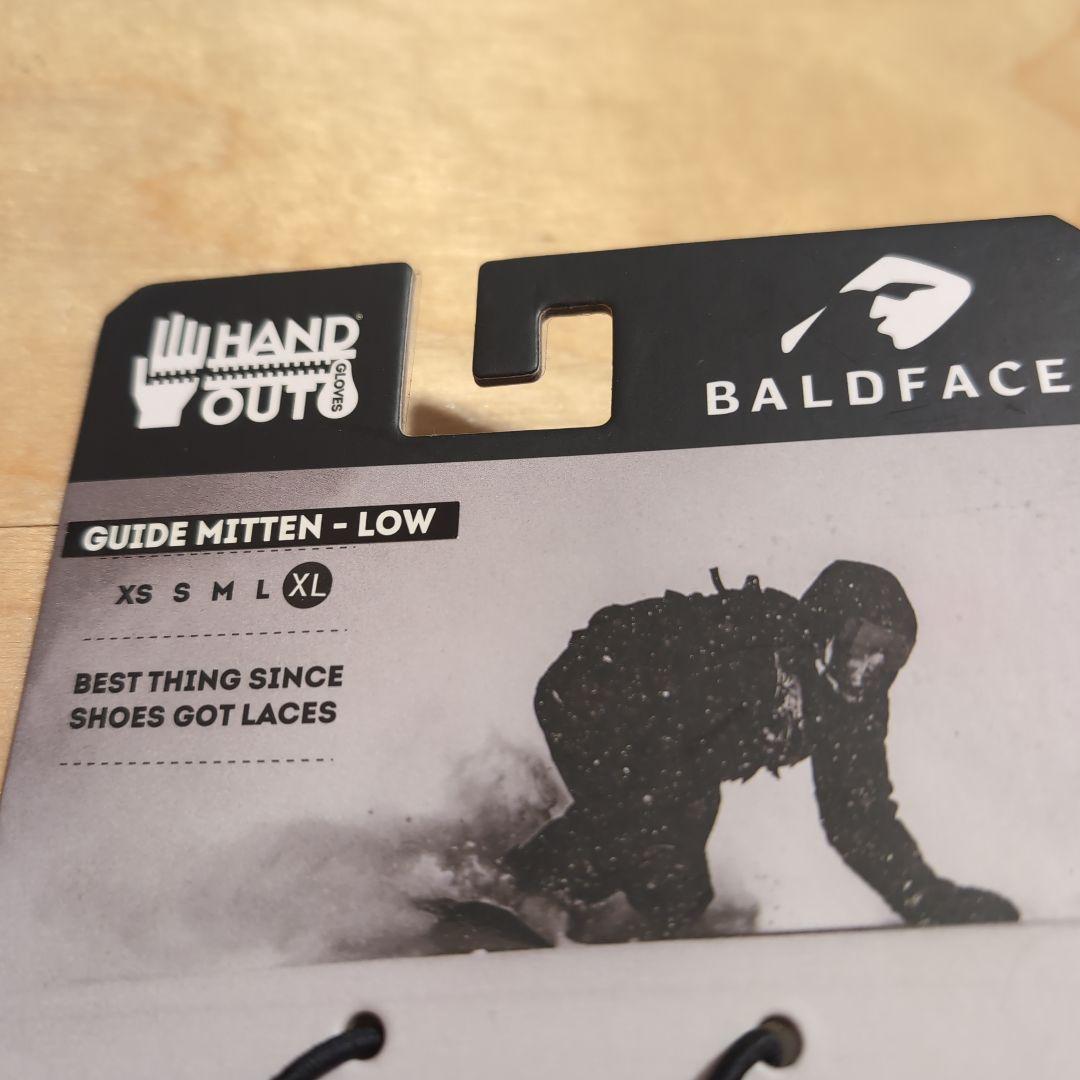 HAND®
OUT GLOVES
BALDFACE
GUIDE MITTEN - LOW
XS S M L XL
BEST THING SINCE
SHOES GOT LACES